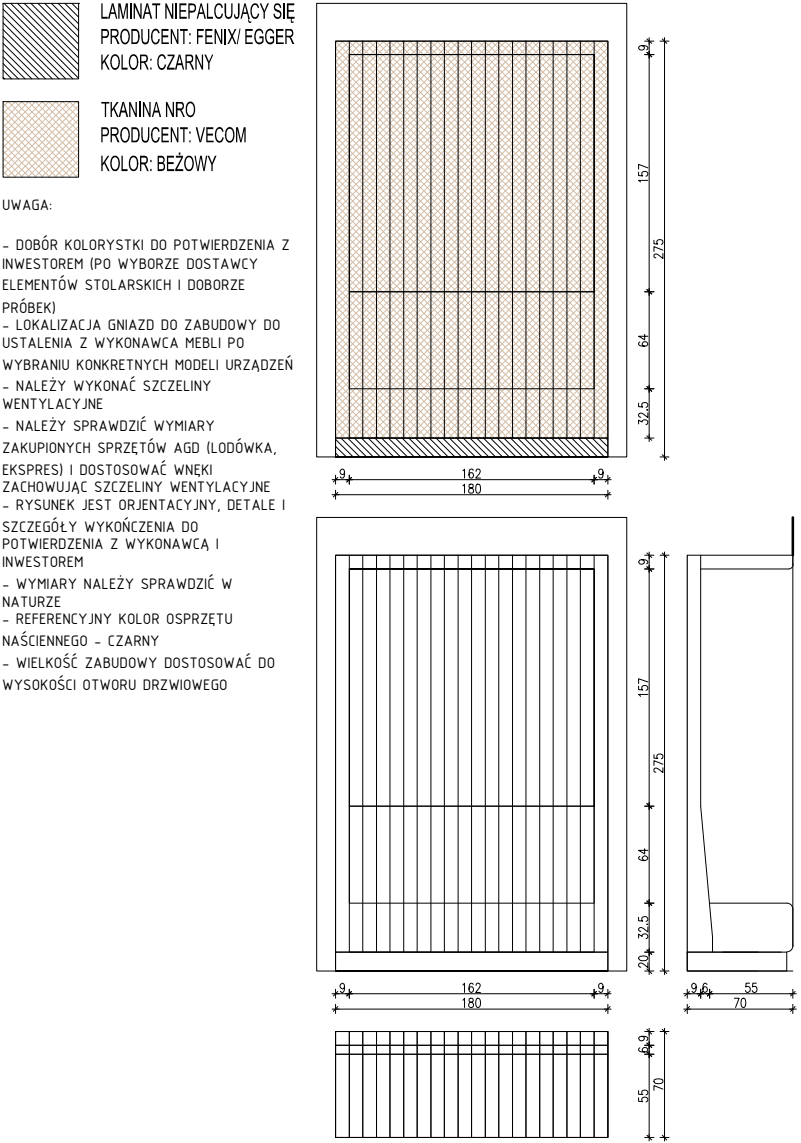 LAMINAT NIEPALCUJĄCY SIĘ
PRODUCENT: FENIX/ EGGER
KOLOR: CZARNY
TKANINA NRO
PRODUCENT: VECOM
KOLOR: BEŻOWY
UWAGA:
- DOBÓR KOLORYSTKI DO POTWIERDZENIA Z
INWESTOREM (PO WYBORZE DOSTAWCY
ELEMENTÓW STOLARSKICH I DOBORZE
PRÓBEK)
- LOKALIZACJA GNIAZD DO ZABUDOWY DO
USTALENIA Z WYKONAWCA MEBLI PO
WYBRANIU KONKRETNYCH MODELI URZĄDZEŃ
- NALEŻY WYKONAĆ SZCZELINY
WENTYLACYJNE
- NALEŻY SPRAWDZIĆ WYMIARY
ZAKUPIONYCH SPRZĘTÓW AGD (LODÓWKA,
EKSPRES) I DOSTOSOWAĆ WNĘKI
ZACHOWUJĄC SZCZELINY WENTYLACYJNE
- RYSUNEK JEST ORJENTACYJNY, DETALE I
SZCZEGÓŁY WYKOŃCZENIA DO
POTWIERDZENIA Z WYKONAWCĄ I
INWESTOREM
- WYMIARY NALEŻY SPRAWDZIĆ W
NATURZE
- REFERENCYJNY KOLOR OSPRZĘTU
NAŚCIENNEGO - CZARNY
- WIELKOŚĆ ZABUDOWY DOSTOSOWAĆ DO
WYSOKOŚCI OTWORU DRZWIOWEGO
9
157
275
64
32.5
9 162 9
180
9
157
275
64
32.5
20
9 162 9
180
9 6 55
70
9
6
55
70